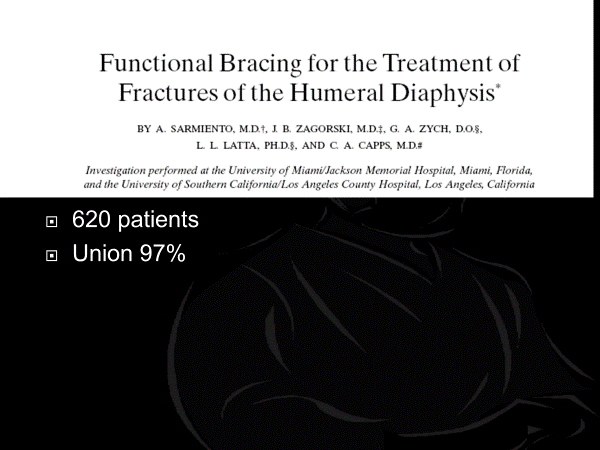 Functional Bracing for the Treatment of
Fractures of the Humeral Diaphysis*
BY A. SARMIENTO, M.D.†, J. B. ZAGORSKI, M.D.‡, G. A. ZYCH, D.O.§,
L. L. LATTA, PH.D.§, AND C. A. CAPPS, M.D.#
Investigation performed at the University of Miami/Jackson Memorial Hospital, Miami, Florida,
and the University of Southern California/Los Angeles County Hospital, Los Angeles, California
620 patients
Union 97%